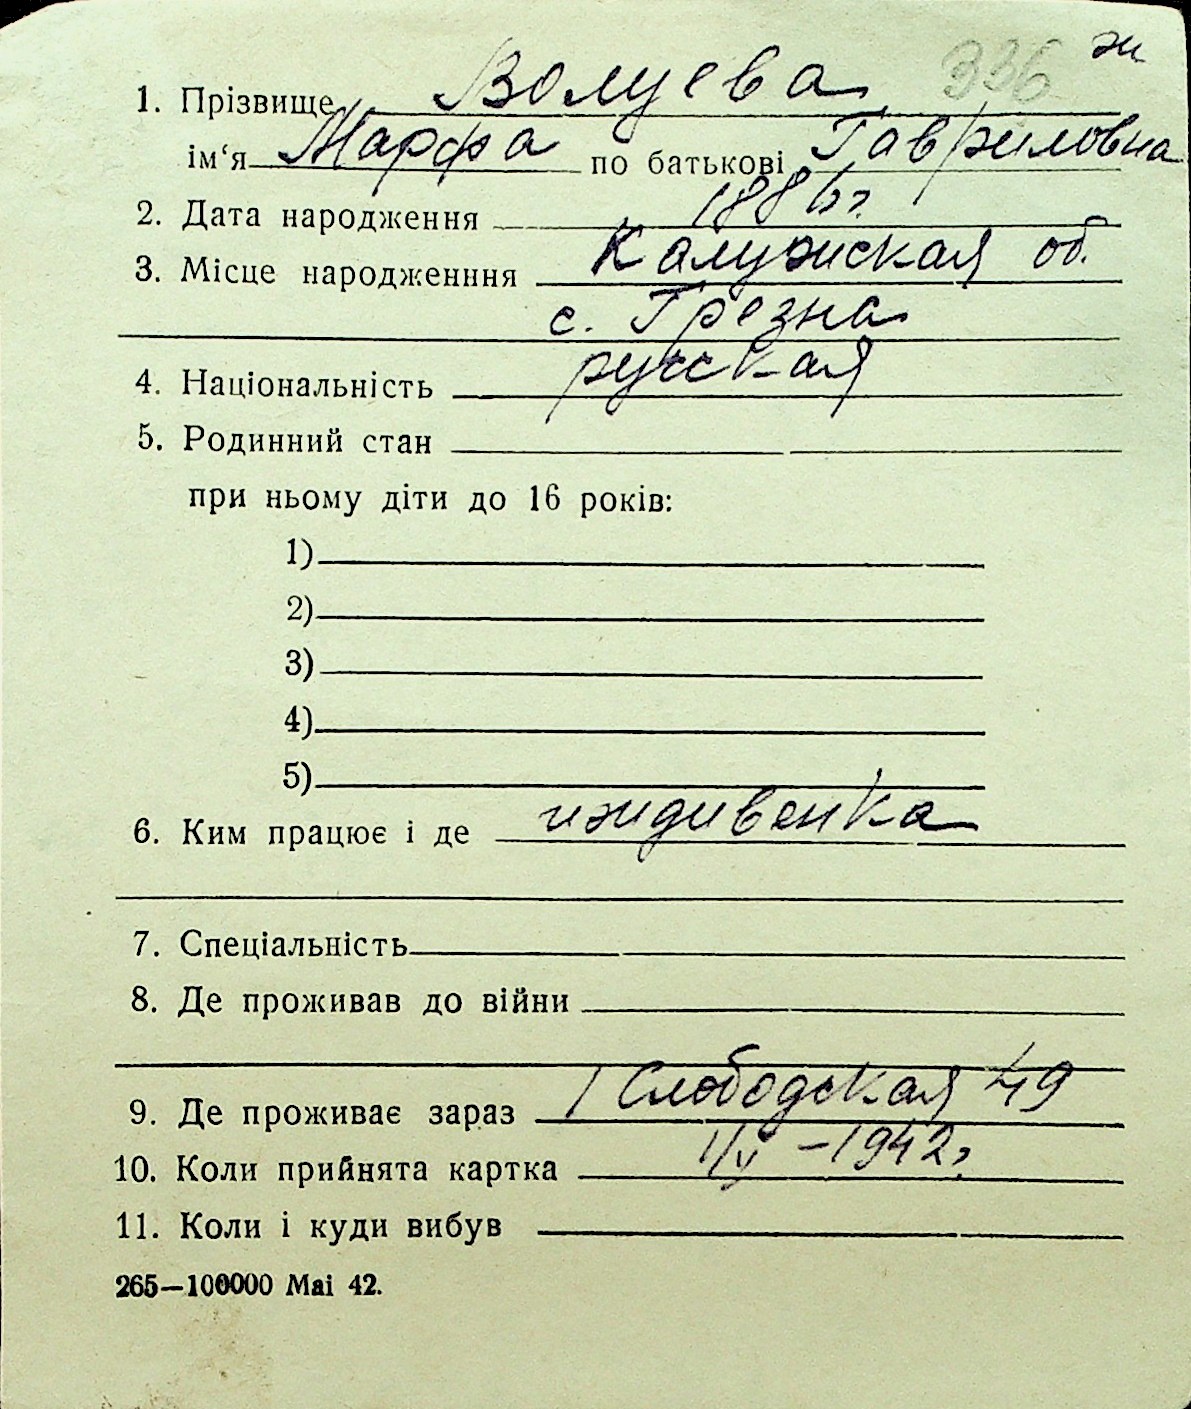 336 ж
1. Прізвище Волуева
ім‘я Марфа по батькові Гавриловна
2. Дата народження 1886 г.
3. Місце народженння Калужская об.
с. Грезна
4. Національність русская
5. Родинний стан
при ньому діти до 16 років:
1)
2)
3)
4)
5)
6. Ким працює і де иждивенка
7. Спеціальність
8. Де проживав до війни
9. Де проживає зараз 1 Слободская 49
10. Коли прийнята картка 1/V – 1942 г.
11. Коли і куди вибув
265—100000 Mai 42.